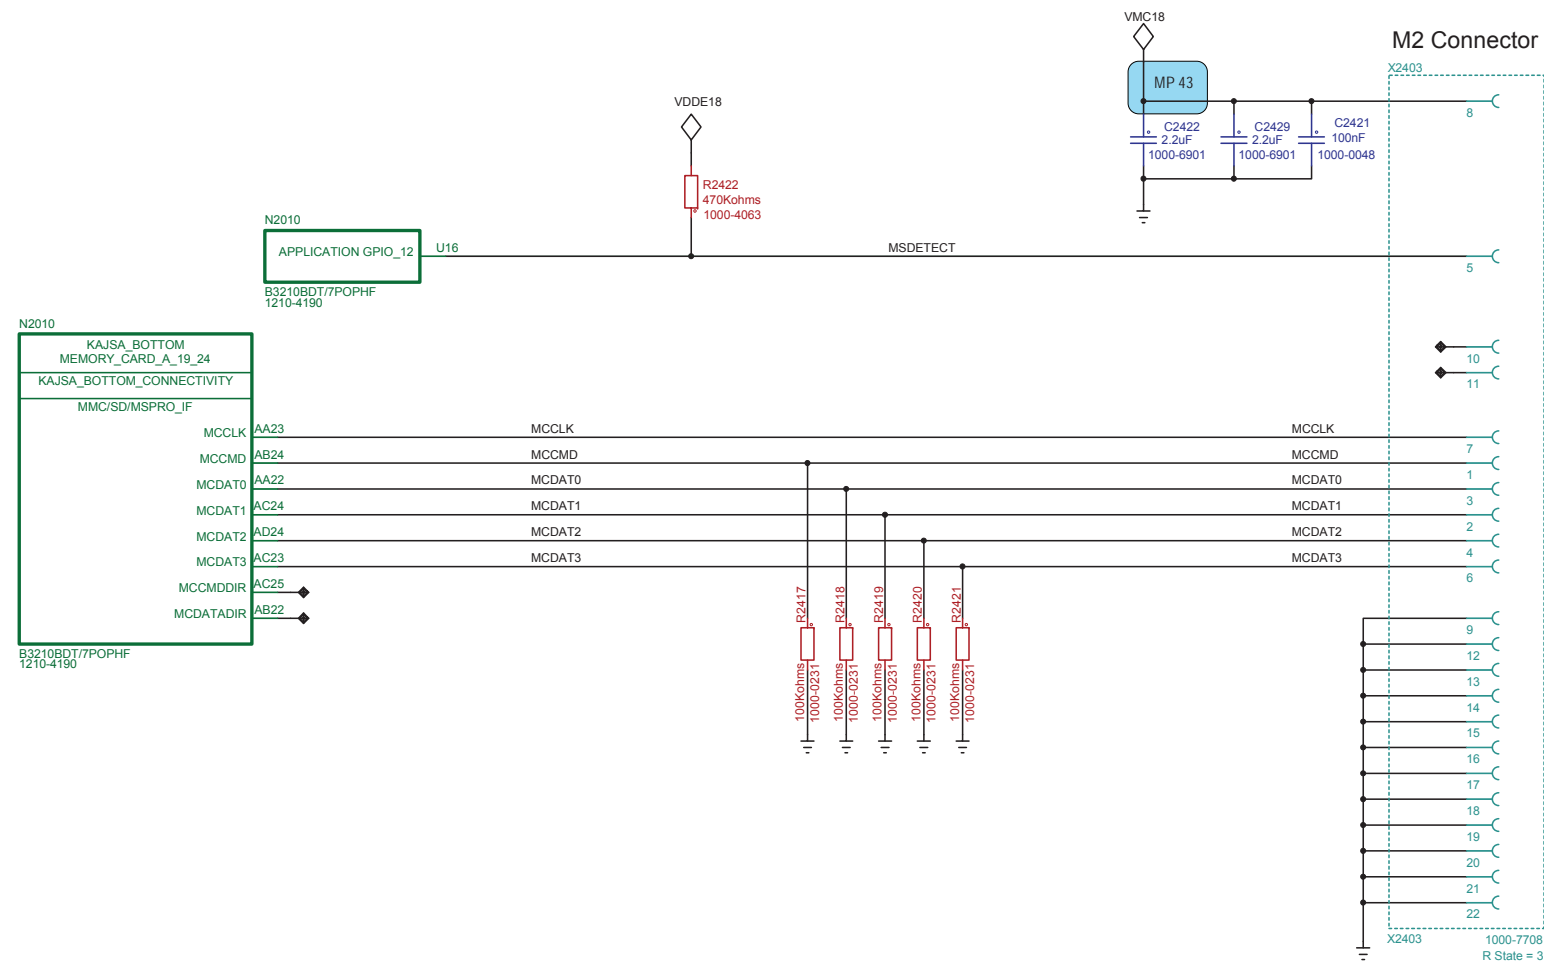 VMC18
M2 Connector
X2403
MP 43
8
C2422
2.2uF
1000-6901
C2429
2.2uF
1000-6901
C2421
100nF
1000-0048
VDDE18
R2422
470Kohms
1000-4063
N2010
APPLICATION GPIO_12
U16
MSDETECT
5
B3210BDT/7POPHF
1210-4190
N2010
KAJSA_BOTTOM
MEMORY_CARD_A_19_24
KAJSA_BOTTOM_CONNECTIVITY
MMC/SD/MSPRO_IF
10
11
MCCLK AA23 MCCLK MCCLK 7
MCCMD AB24 MCCMD MCCMD 1
MCDAT0 AA22 MCDAT0 MCDAT0 3
MCDAT1 AC24 MCDAT1 MCDAT1 2
MCDAT2 AD24 MCDAT2 MCDAT2 4
MCDAT3 AC23 MCDAT3 MCDAT3 6
MCCMDDIR AC25
MCDATADIR AB22
B3210BDT/7POPHF
1210-4190
R2417
100Kohms
1000-0231
R2418
100Kohms
1000-0231
R2419
100Kohms
1000-0231
R2420
100Kohms
1000-0231
R2421
100Kohms
1000-0231
9
12
13
14
15
16
17
18
19
20
21
22
X2403
1000-7708
R State = 3